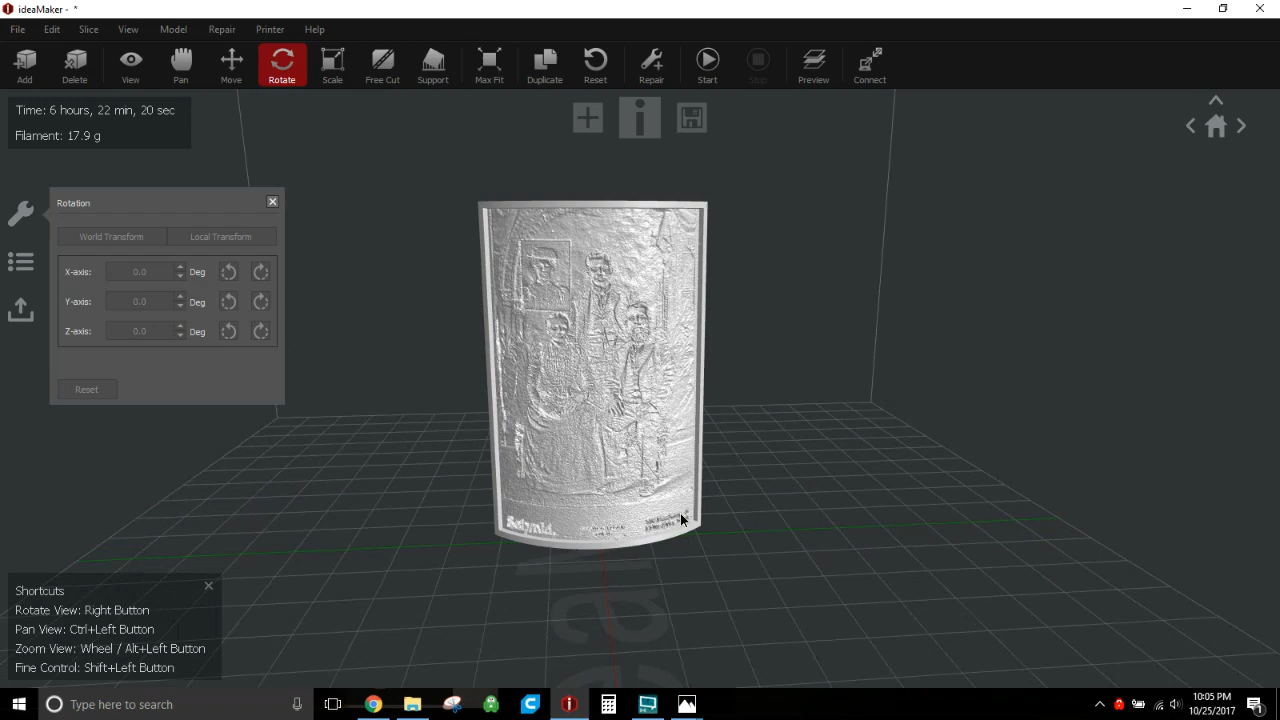 ideaMaker - *
File Edit Slice View Model Repair Printer Help
Add Delete View Pan Move Rotate Scale Free Cut Support Max Fit Duplicate Reset Repair Start Stop Preview Connect
Time: 6 hours, 22 min, 20 sec
Filament: 17.9 g
Rotation
World Transform Local Transform
X-axis: 0.0 Deg
Y-axis: 0.0 Deg
Z-axis: 0.0 Deg
Reset
Schmid.
Shortcuts
Rotate View: Right Button
Pan View: Ctrl+Left Button
Zoom View: Wheel / Alt+Left Button
Fine Control: Shift+Left Button
Type here to search
10:05 PM
10/25/2017